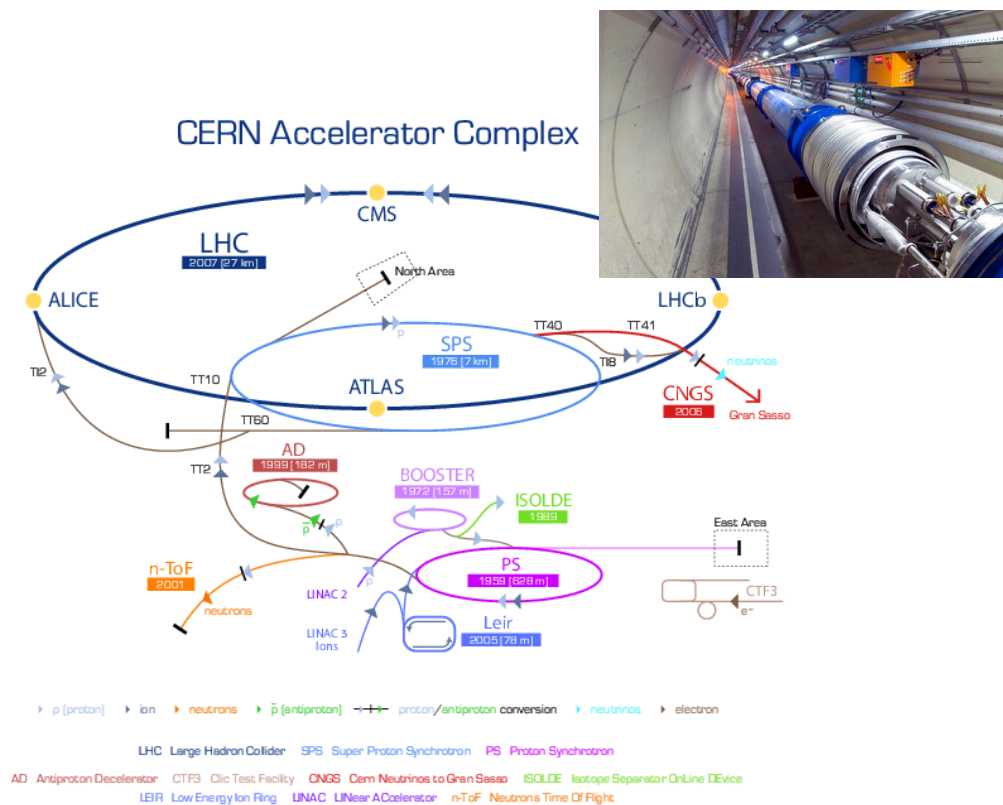 CERN Accelerator Complex
CMS
LHC
2007 (27 km)
North Area
ALICE
LHCb
TT40
TT41
p
SPS
1976 (7 km)
TI8
neutrinos
TI2
TT10
ATLAS
CNGS
2006
Gran Sasso
TT60
AD
1999 (182 m)
TT2
BOOSTER
1972 (157 m)
ISOLDE
1989
East Area
p
p̅
n-ToF
2001
PS
1959 (628 m)
p
LINAC 2
CTF3
e-
neutrons
LINAC 3
Ions
Leir
2005 (78 m)
p (proton) ion neutrons p̅ (antiproton) proton/antiproton conversion neutrinos electron
LHC Large Hadron Collider SPS Super Proton Synchrotron PS Proton Synchrotron
AD Antiproton Decelerator CTF3 Clic Test Facility CNGS Cern Neutrinos to Gran Sasso ISOLDE Isotope Separator OnLine DEvice
LEIR Low Energy Ion Ring LINAC LINear ACcelerator n-ToF Neutrons Time Of Flight